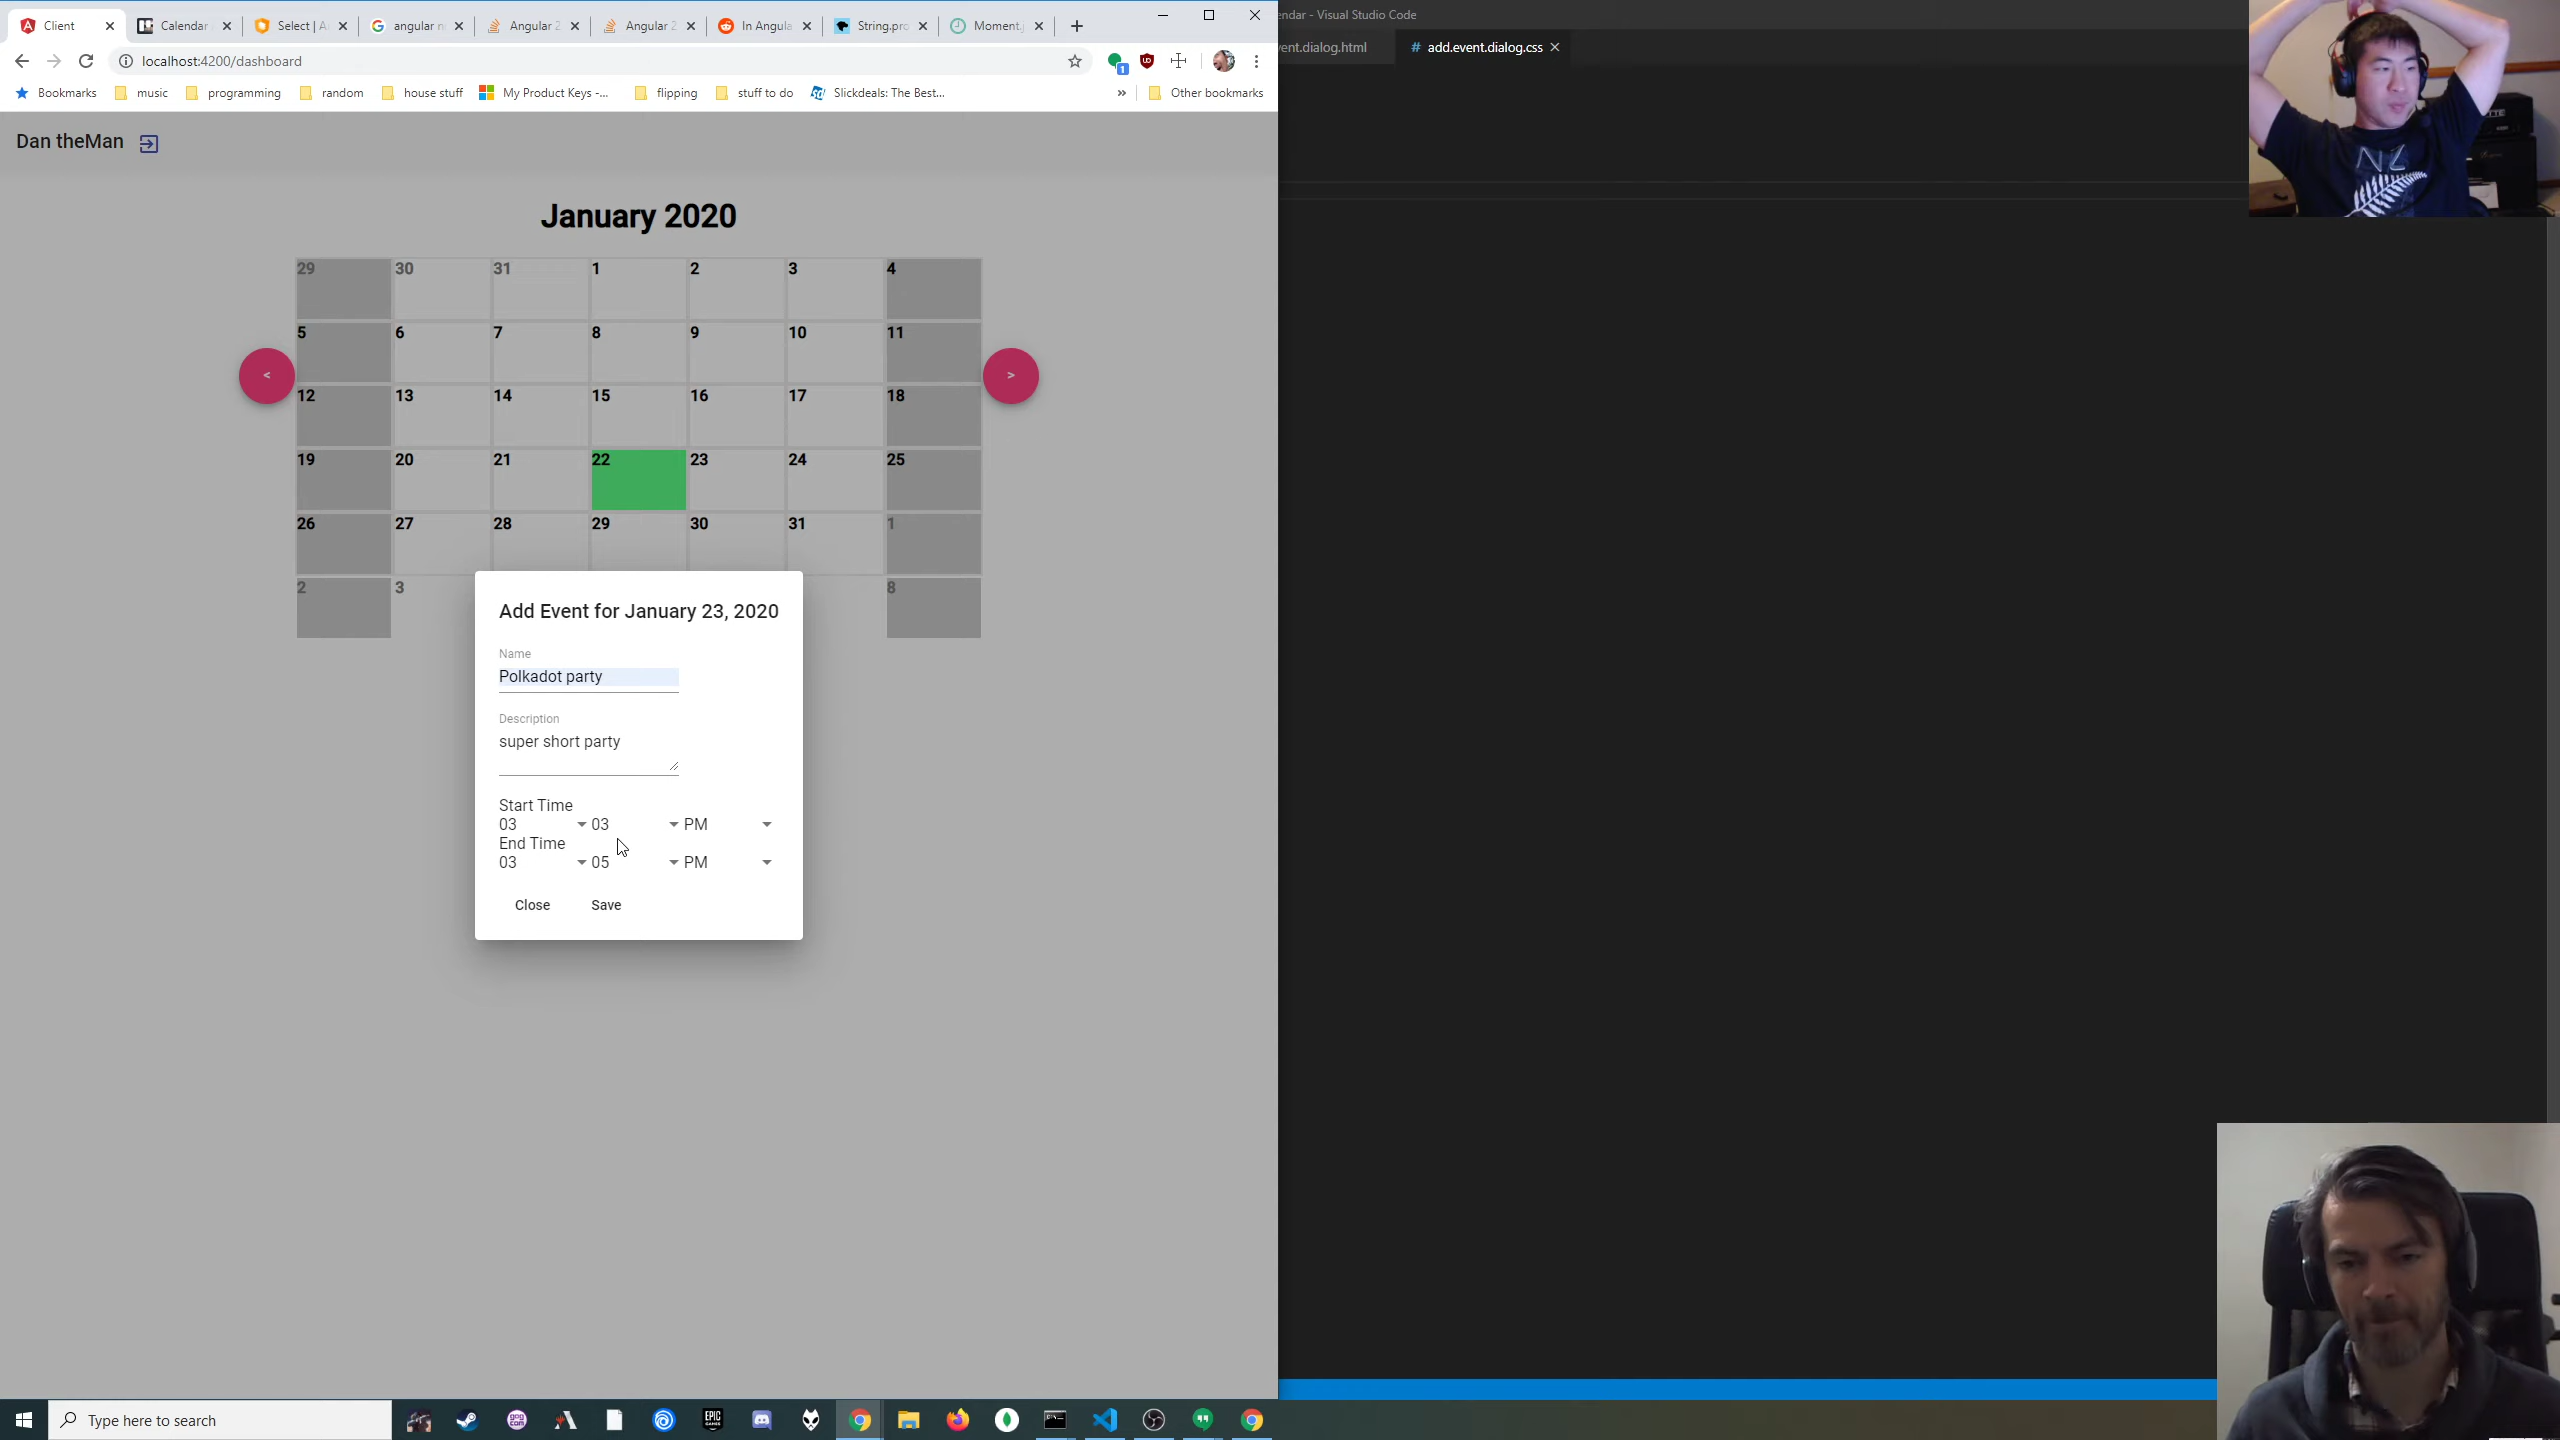 Client
Calendar
Select | A
angular n
Angular 2
Angular 2
In Angula
String.pro
Moment.j
localhost:4200/dashboard
Bookmarks
music
programming
random
house stuff
My Product Keys -...
flipping
stuff to do
Slickdeals: The Best...
»
Other bookmarks
endar - Visual Studio Code
vent.dialog.html
# add.event.dialog.css
Dan theMan
January 2020
29 30 31 1 2 3 4
5 6 7 8 9 10 11
12 13 14 15 16 17 18
19 20 21 22 23 24 25
26 27 28 29 30 31 1
2 3 8
<
>
Add Event for January 23, 2020
Name
Polkadot party
Description
super short party
Start Time
03 03 PM
End Time
03 05 PM
Close Save
Type here to search
gog com
EPIC GAMES
NZ